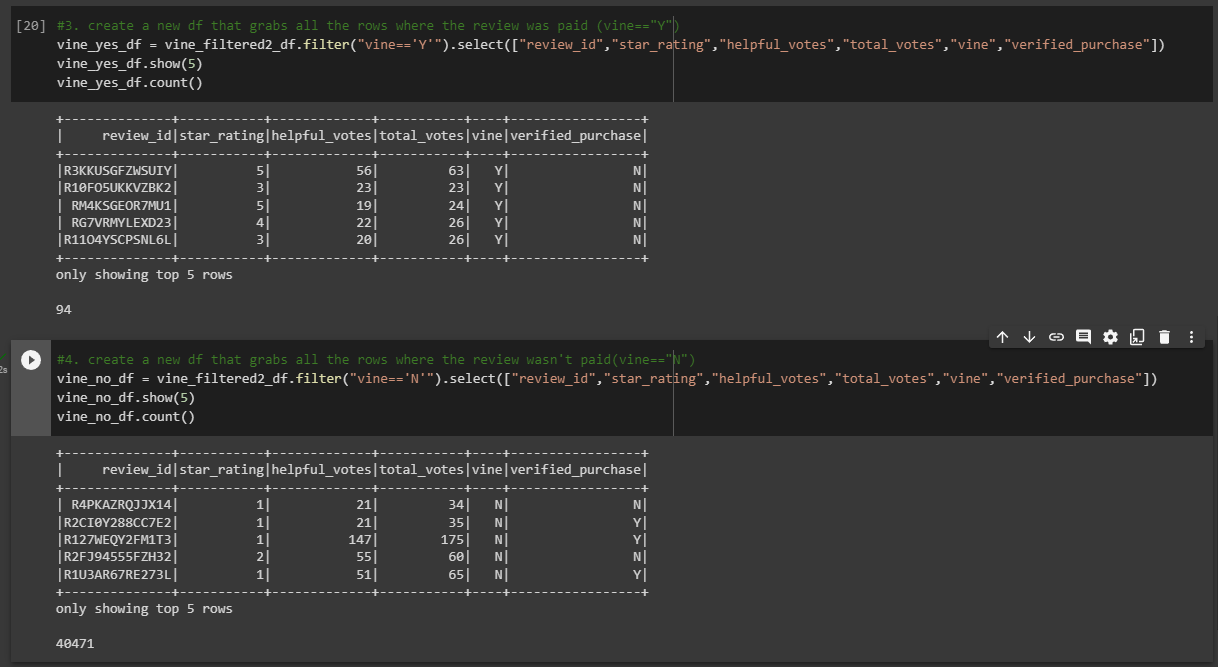 [20] #3. create a new df that grabs all the rows where the review was paid (vine=="Y")
vine_yes_df = vine_filtered2_df.filter("vine=='Y'").select(["review_id","star_rating","helpful_votes","total_votes","vine","verified_purchase"])
vine_yes_df.show(5)
vine_yes_df.count()
+--------------+-----------+-------------+-----------+----+-----------------+
|     review_id|star_rating|helpful_votes|total_votes|vine|verified_purchase|
+--------------+-----------+-------------+-----------+----+-----------------+
|R3KKUSGFZWSUIY|          5|           56|         63|   Y|                N|
|R10FO5UKKVZBK2|          3|           23|         23|   Y|                N|
| RM4KSGEOR7MU1|          5|           19|         24|   Y|                N|
| RG7VRMYLEXD23|          4|           22|         26|   Y|                N|
|R11O4YSCPSNL6L|          3|           20|         26|   Y|                N|
+--------------+-----------+-------------+-----------+----+-----------------+
only showing top 5 rows
94
#4. create a new df that grabs all the rows where the review wasn't paid(vine=="N")
2s
vine_no_df = vine_filtered2_df.filter("vine=='N'").select(["review_id","star_rating","helpful_votes","total_votes","vine","verified_purchase"])
vine_no_df.show(5)
vine_no_df.count()
+--------------+-----------+-------------+-----------+----+-----------------+
|     review_id|star_rating|helpful_votes|total_votes|vine|verified_purchase|
+--------------+-----------+-------------+-----------+----+-----------------+
| R4PKAZRQJJX14|          1|           21|         34|   N|                N|
|R2CI0Y288CC7E2|          1|           21|         35|   N|                Y|
|R127WEQY2FM1T3|          1|          147|        175|   N|                Y|
|R2FJ94555FZH32|          2|           55|         60|   N|                N|
|R1U3AR67RE273L|          1|           51|         65|   N|                Y|
+--------------+-----------+-------------+-----------+----+-----------------+
only showing top 5 rows
40471